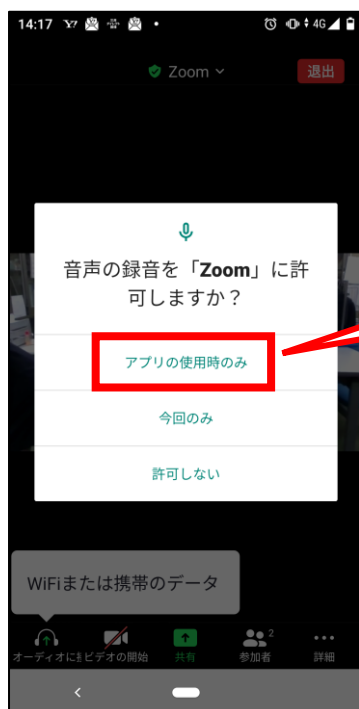 14:17 4G
Zoom 退出
音声の録音を「Zoom」に許
可しますか？
アプリの使用時のみ
今回のみ
許可しない
WiFiまたは携帯のデータ
2
オーディオに ビデオの開始 共有 参加者 詳細